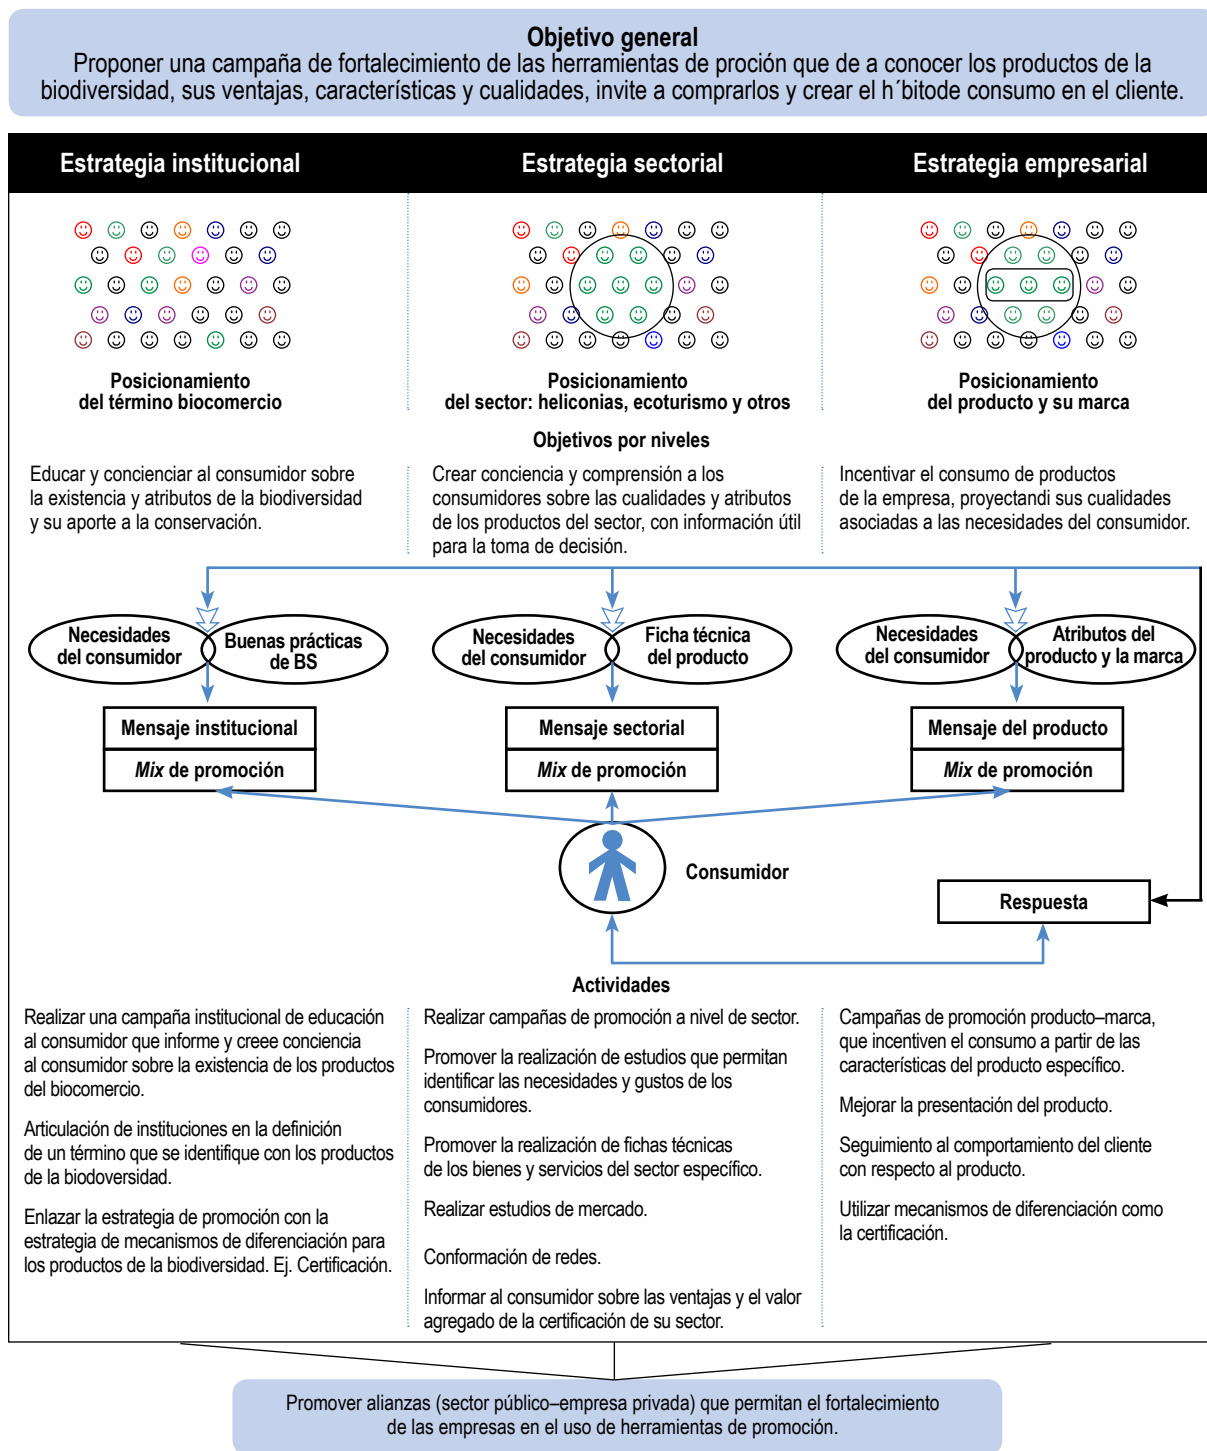 Objetivo general
Proponer una campaña de fortalecimiento de las herramientas de proción que de a conocer los productos de la
biodiversidad, sus ventajas, características y cualidades, invite a comprarlos y crear el h´bitode consumo en el cliente.
Estrategia institucional
Estrategia sectorial
Estrategia empresarial
Posicionamiento
del término biocomercio
Posicionamiento
del sector: heliconias, ecoturismo y otros
Posicionamiento
del producto y su marca
Objetivos por niveles
Educar y concienciar al consumidor sobre
la existencia y atributos de la biodiversidad
y su aporte a la conservación.
Crear conciencia y comprensión a los
consumidores sobre las cualidades y atributos
de los productos del sector, con información útil
para la toma de decisión.
Incentivar el consumo de productos
de la empresa, proyectandi sus cualidades
asociadas a las necesidades del consumidor.
Necesidades
del consumidor
Buenas prácticas
de BS
Necesidades
del consumidor
Ficha técnica
del producto
Necesidades
del consumidor
Atributos del
producto y la marca
Mensaje institucional
Mix de promoción
Mensaje sectorial
Mix de promoción
Mensaje del producto
Mix de promoción
Consumidor
Respuesta
Actividades
Realizar una campaña institucional de educación
al consumidor que informe y creee conciencia
al consumidor sobre la existencia de los productos
del biocomercio.
Articulación de instituciones en la definición
de un término que se identifique con los productos
de la biodoversidad.
Enlazar la estrategia de promoción con la
estrategia de mecanismos de diferenciación para
los productos de la biodiversidad. Ej. Certificación.
Realizar campañas de promoción a nivel de sector.
Promover la realización de estudios que permitan
identificar las necesidades y gustos de los
consumidores.
Promover la realización de fichas técnicas
de los bienes y servicios del sector específico.
Realizar estudios de mercado.
Conformación de redes.
Informar al consumidor sobre las ventajas y el valor
agregado de la certificación de su sector.
Campañas de promoción producto–marca,
que incentiven el consumo a partir de las
características del producto específico.
Mejorar la presentación del producto.
Seguimiento al comportamiento del cliente
con respecto al producto.
Utilizar mecanismos de diferenciación como
la certificación.
Promover alianzas (sector público–empresa privada) que permitan el fortalecimiento
de las empresas en el uso de herramientas de promoción.